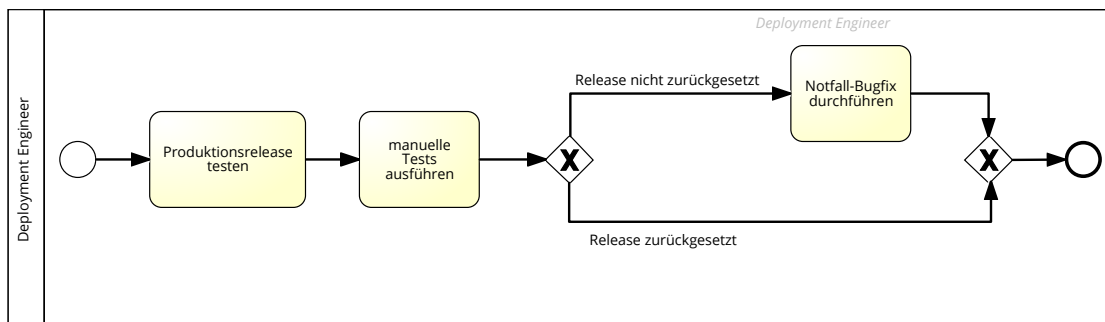 Deployment Engineer
Deployment Engineer
Produktionsrelease
testen
manuelle
Tests
ausführen
Release nicht zurückgesetzt
Notfall-Bugfix
durchführen
X
X
Release zurückgesetzt